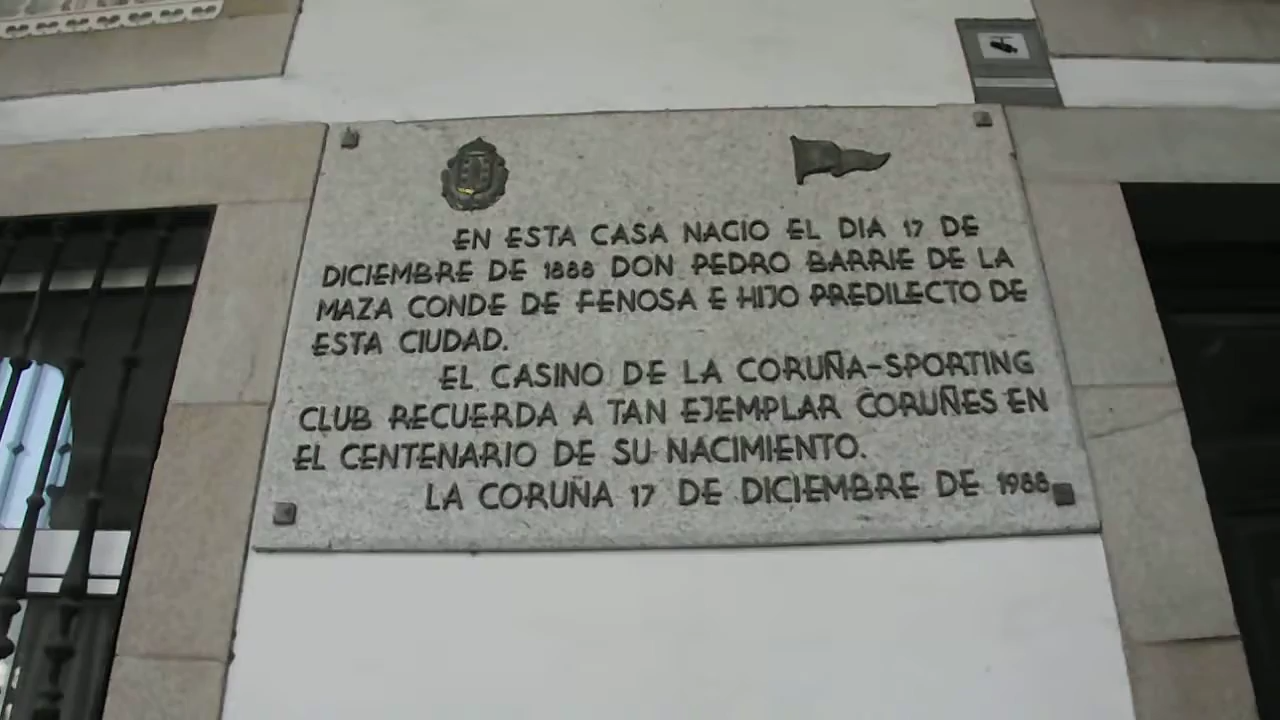 EN ESTA CASA NACIO EL DIA 17 DE
DICIEMBRE DE 1888 DON PEDRO BARRIE DE LA
MAZA CONDE DE FENOSA E HIJO PREDILECTO DE
ESTA CIUDAD.
EL CASINO DE LA CORUÑA-SPORTING
CLUB RECUERDA A TAN EJEMPLAR CORUÑES EN
EL CENTENARIO DE SU NACIMIENTO.
LA CORUÑA 17 DE DICIEMBRE DE 1988